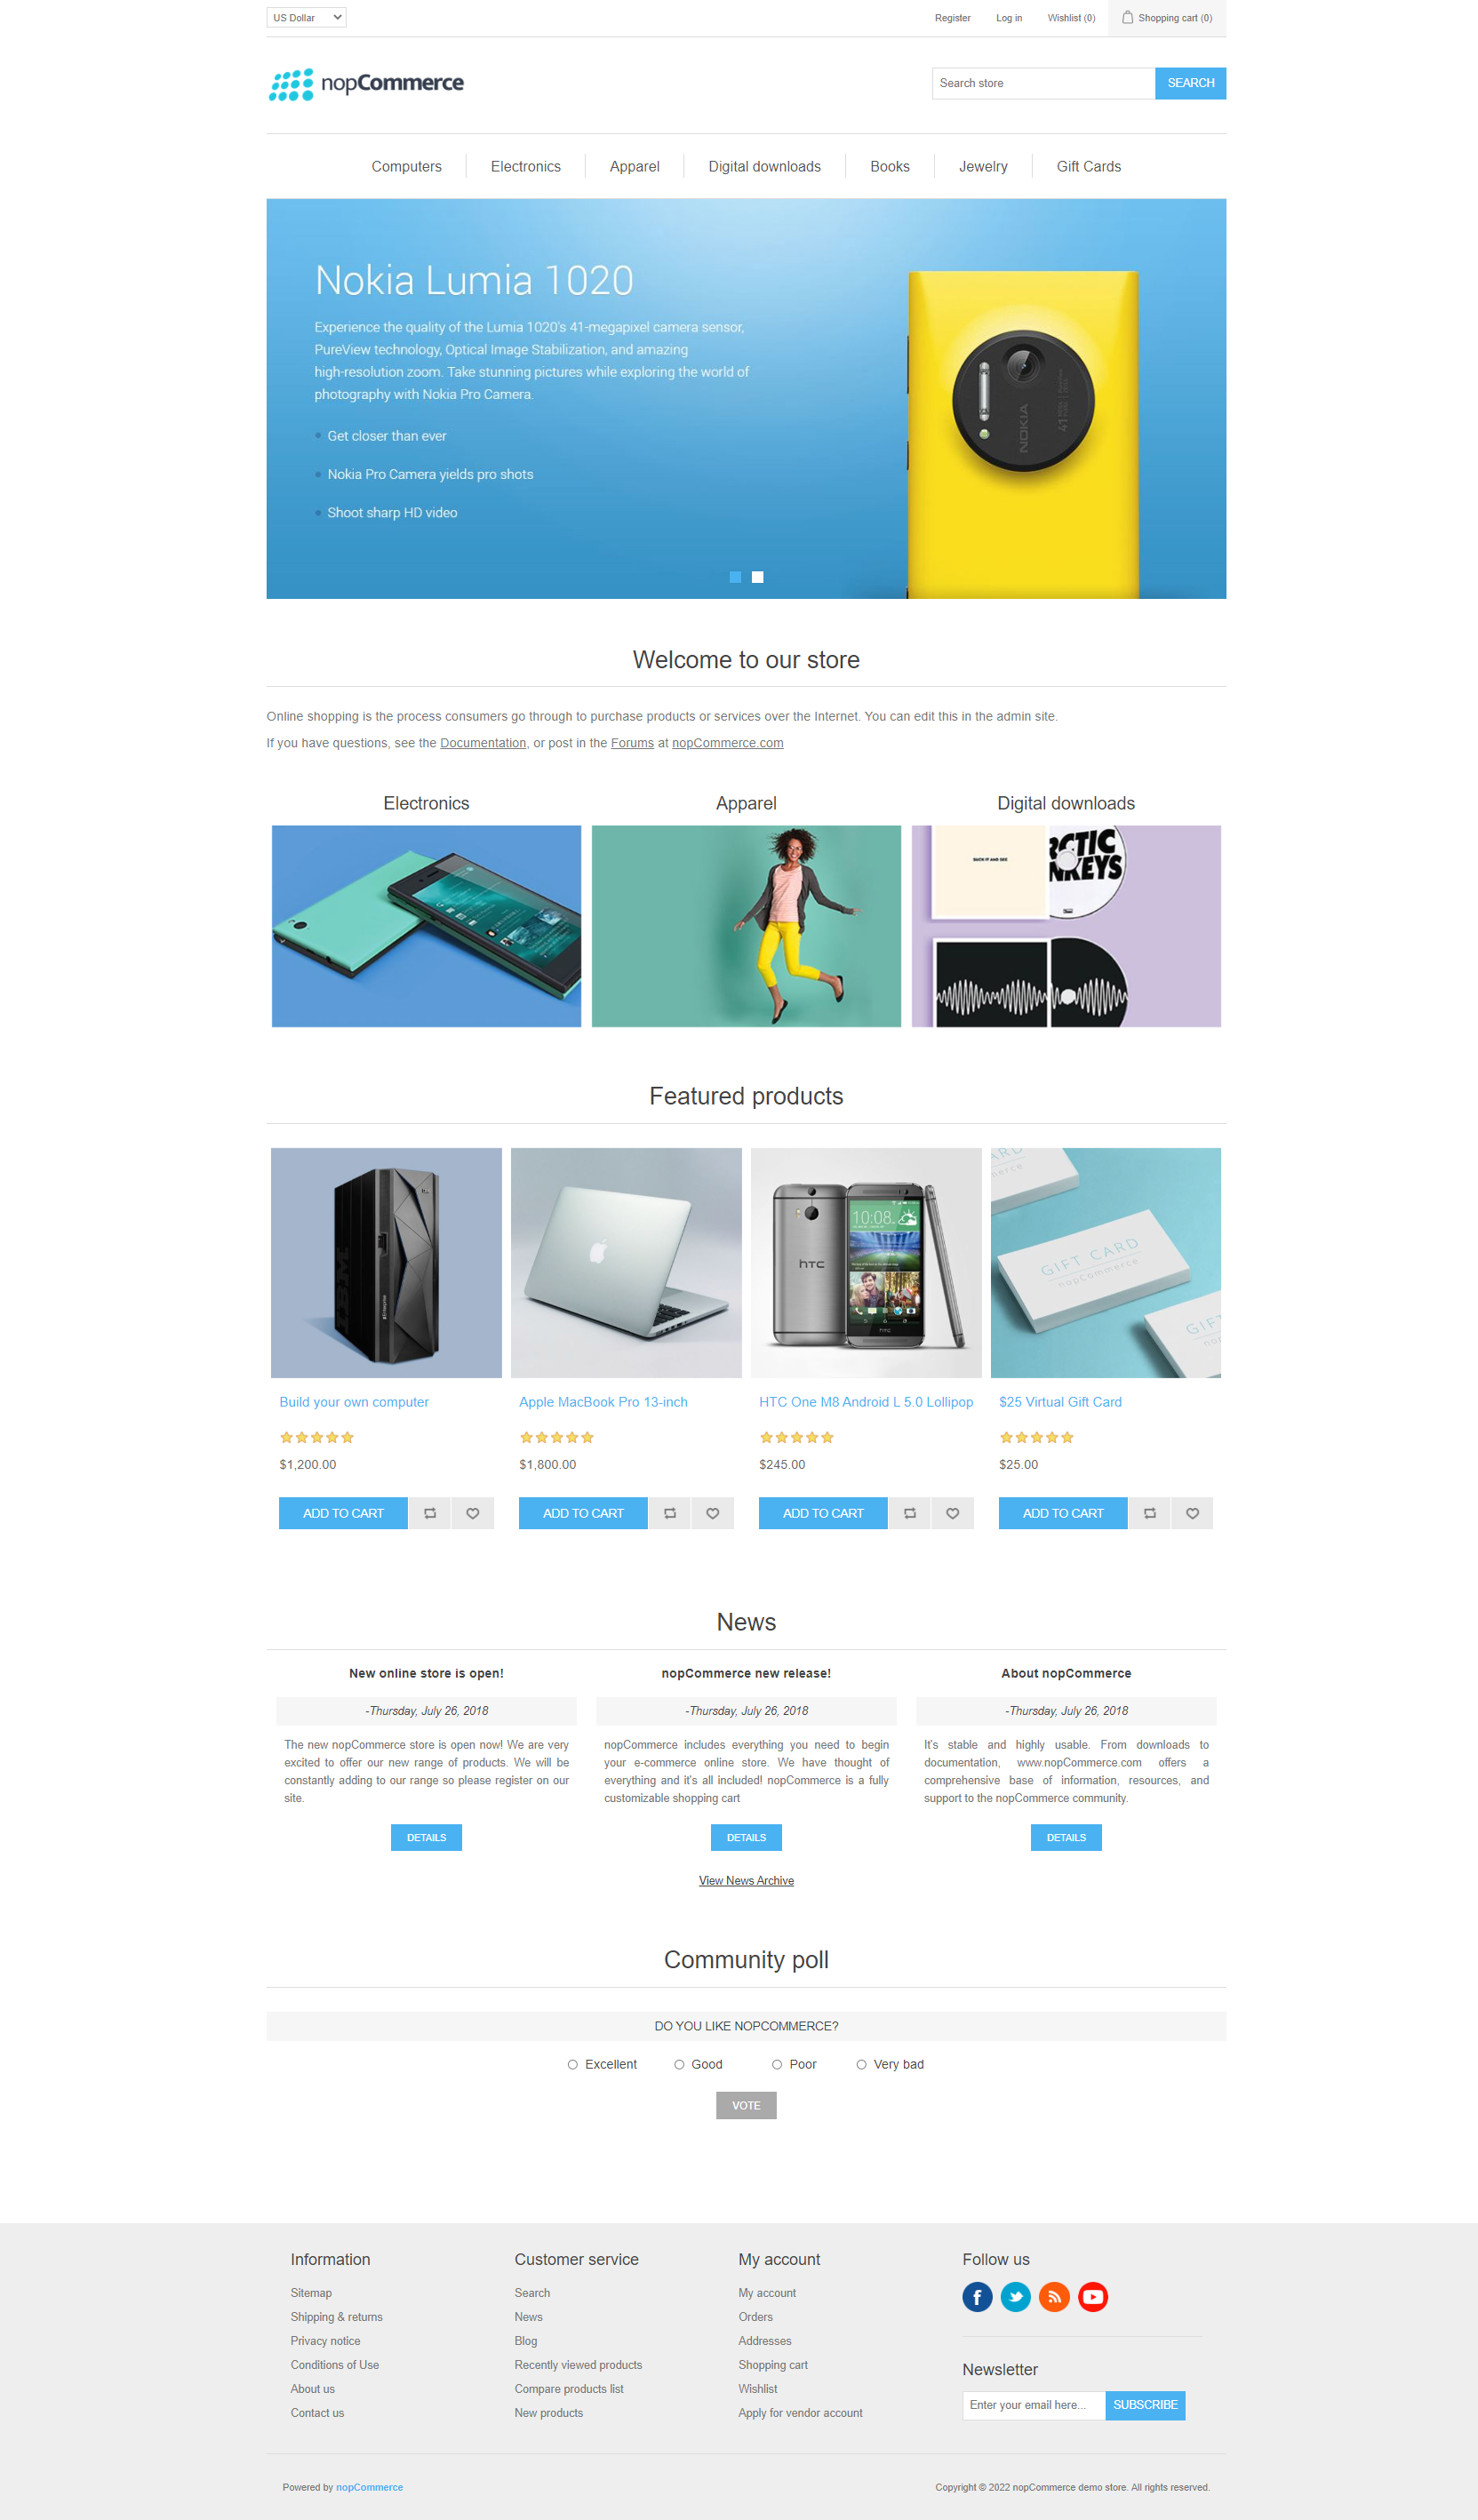 US Dollar
Register
Log in
Wishlist (0)
Shopping cart (0)
nopCommerce
Search store
SEARCH
Computers
Electronics
Apparel
Digital downloads
Books
Jewelry
Gift Cards
Nokia Lumia 1020
Experience the quality of the Lumia 1020's 41-megapixel camera sensor,
PureView technology, Optical Image Stabilization, and amazing
high-resolution zoom. Take stunning pictures while exploring the world of
photography with Nokia Pro Camera.
Get closer than ever
Nokia Pro Camera yields pro shots
Shoot sharp HD video
NOKIA
Welcome to our store
Online shopping is the process consumers go through to purchase products or services over the Internet. You can edit this in the admin site.
If you have questions, see the Documentation, or post in the Forums at nopCommerce.com
Electronics
Apparel
Digital downloads
SUCK IT AND SEE
RCTIC
NKEYS
Featured products
IBM
hTC
10:08
hTC
GIFT CARD
nopCommerce
Build your own computer
Apple MacBook Pro 13-inch
HTC One M8 Android L 5.0 Lollipop
$25 Virtual Gift Card
$1,200.00
$1,800.00
$245.00
$25.00
ADD TO CART
ADD TO CART
ADD TO CART
ADD TO CART
News
New online store is open!
-Thursday, July 26, 2018
The new nopCommerce store is open now! We are very
excited to offer our new range of products. We will be
constantly adding to our range so please register on our
site.
DETAILS
nopCommerce new release!
-Thursday, July 26, 2018
nopCommerce includes everything you need to begin
your e-commerce online store. We have thought of
everything and it's all included! nopCommerce is a fully
customizable shopping cart
DETAILS
About nopCommerce
-Thursday, July 26, 2018
It's stable and highly usable. From downloads to
documentation, www.nopCommerce.com offers a
comprehensive base of information, resources, and
support to the nopCommerce community.
DETAILS
View News Archive
Community poll
DO YOU LIKE NOPCOMMERCE?
Excellent
Good
Poor
Very bad
VOTE
Information
Sitemap
Shipping & returns
Privacy notice
Conditions of Use
About us
Contact us
Customer service
Search
News
Blog
Recently viewed products
Compare products list
New products
My account
My account
Orders
Addresses
Shopping cart
Wishlist
Apply for vendor account
Follow us
Newsletter
Enter your email here...
SUBSCRIBE
Powered by nopCommerce
Copyright © 2022 nopCommerce demo store. All rights reserved.